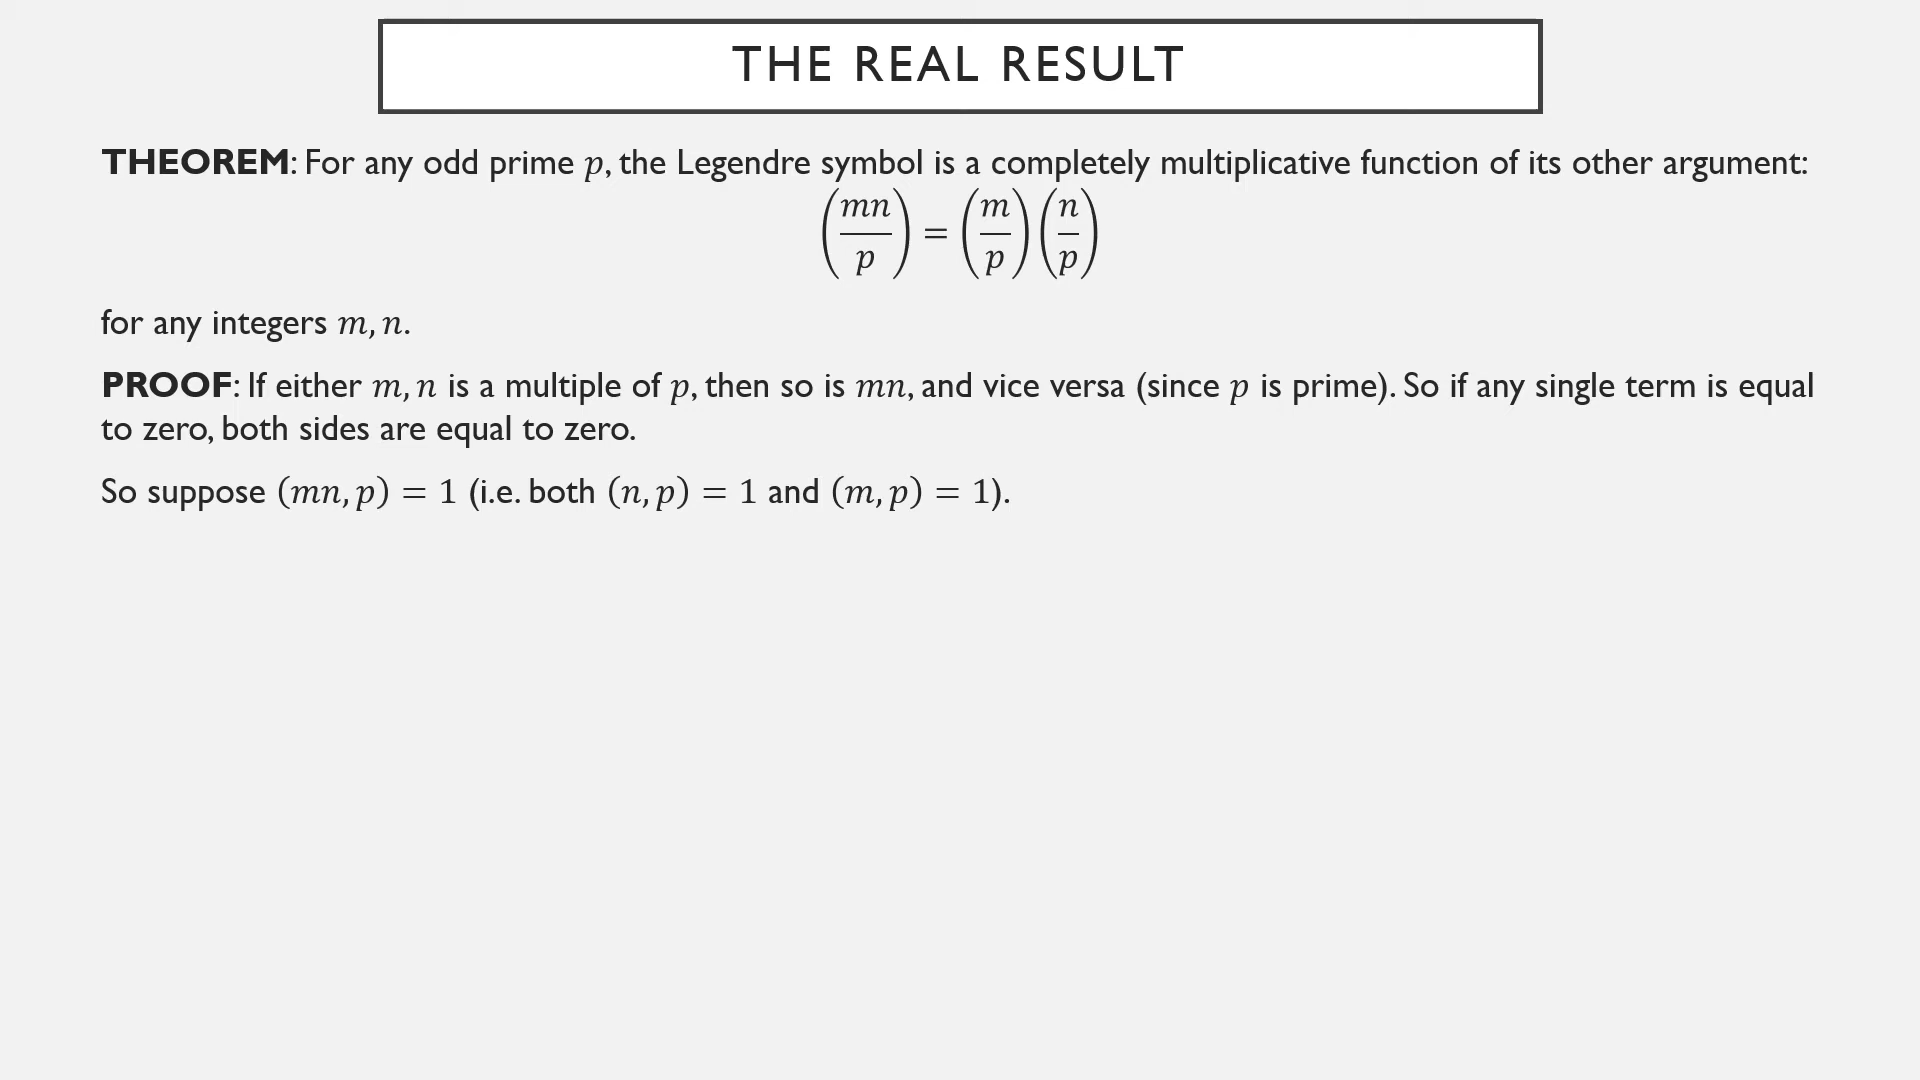 THE REAL RESULT
THEOREM: For any odd prime p, the Legendre symbol is a completely multiplicative function of its other argument:
(mn/p) = (m/p)(n/p)
for any integers m, n.
PROOF: If either m, n is a multiple of p, then so is mn, and vice versa (since p is prime). So if any single term is equal
to zero, both sides are equal to zero.
So suppose (mn, p) = 1 (i.e. both (n, p) = 1 and (m, p) = 1).